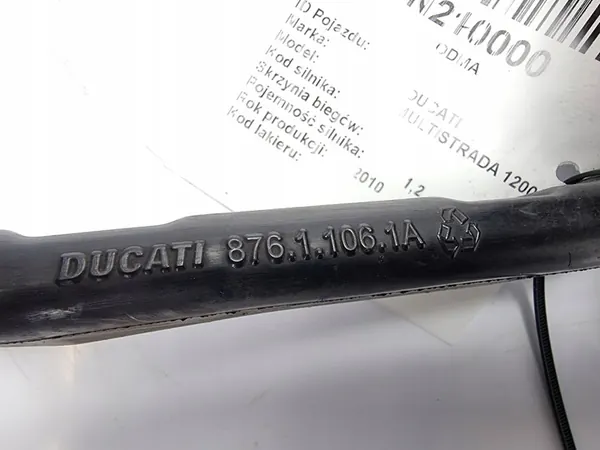 N210000
ID Pojazdu: ODMA
Marka:
Model: DUCATI
Kod silnika: MULTISTRADA 1200
Skrzynia biegów:
Pojemność silnika: 1,2
Rok produkcji: 2010
Kod lakieru:
DUCATI 876.1.106.1A